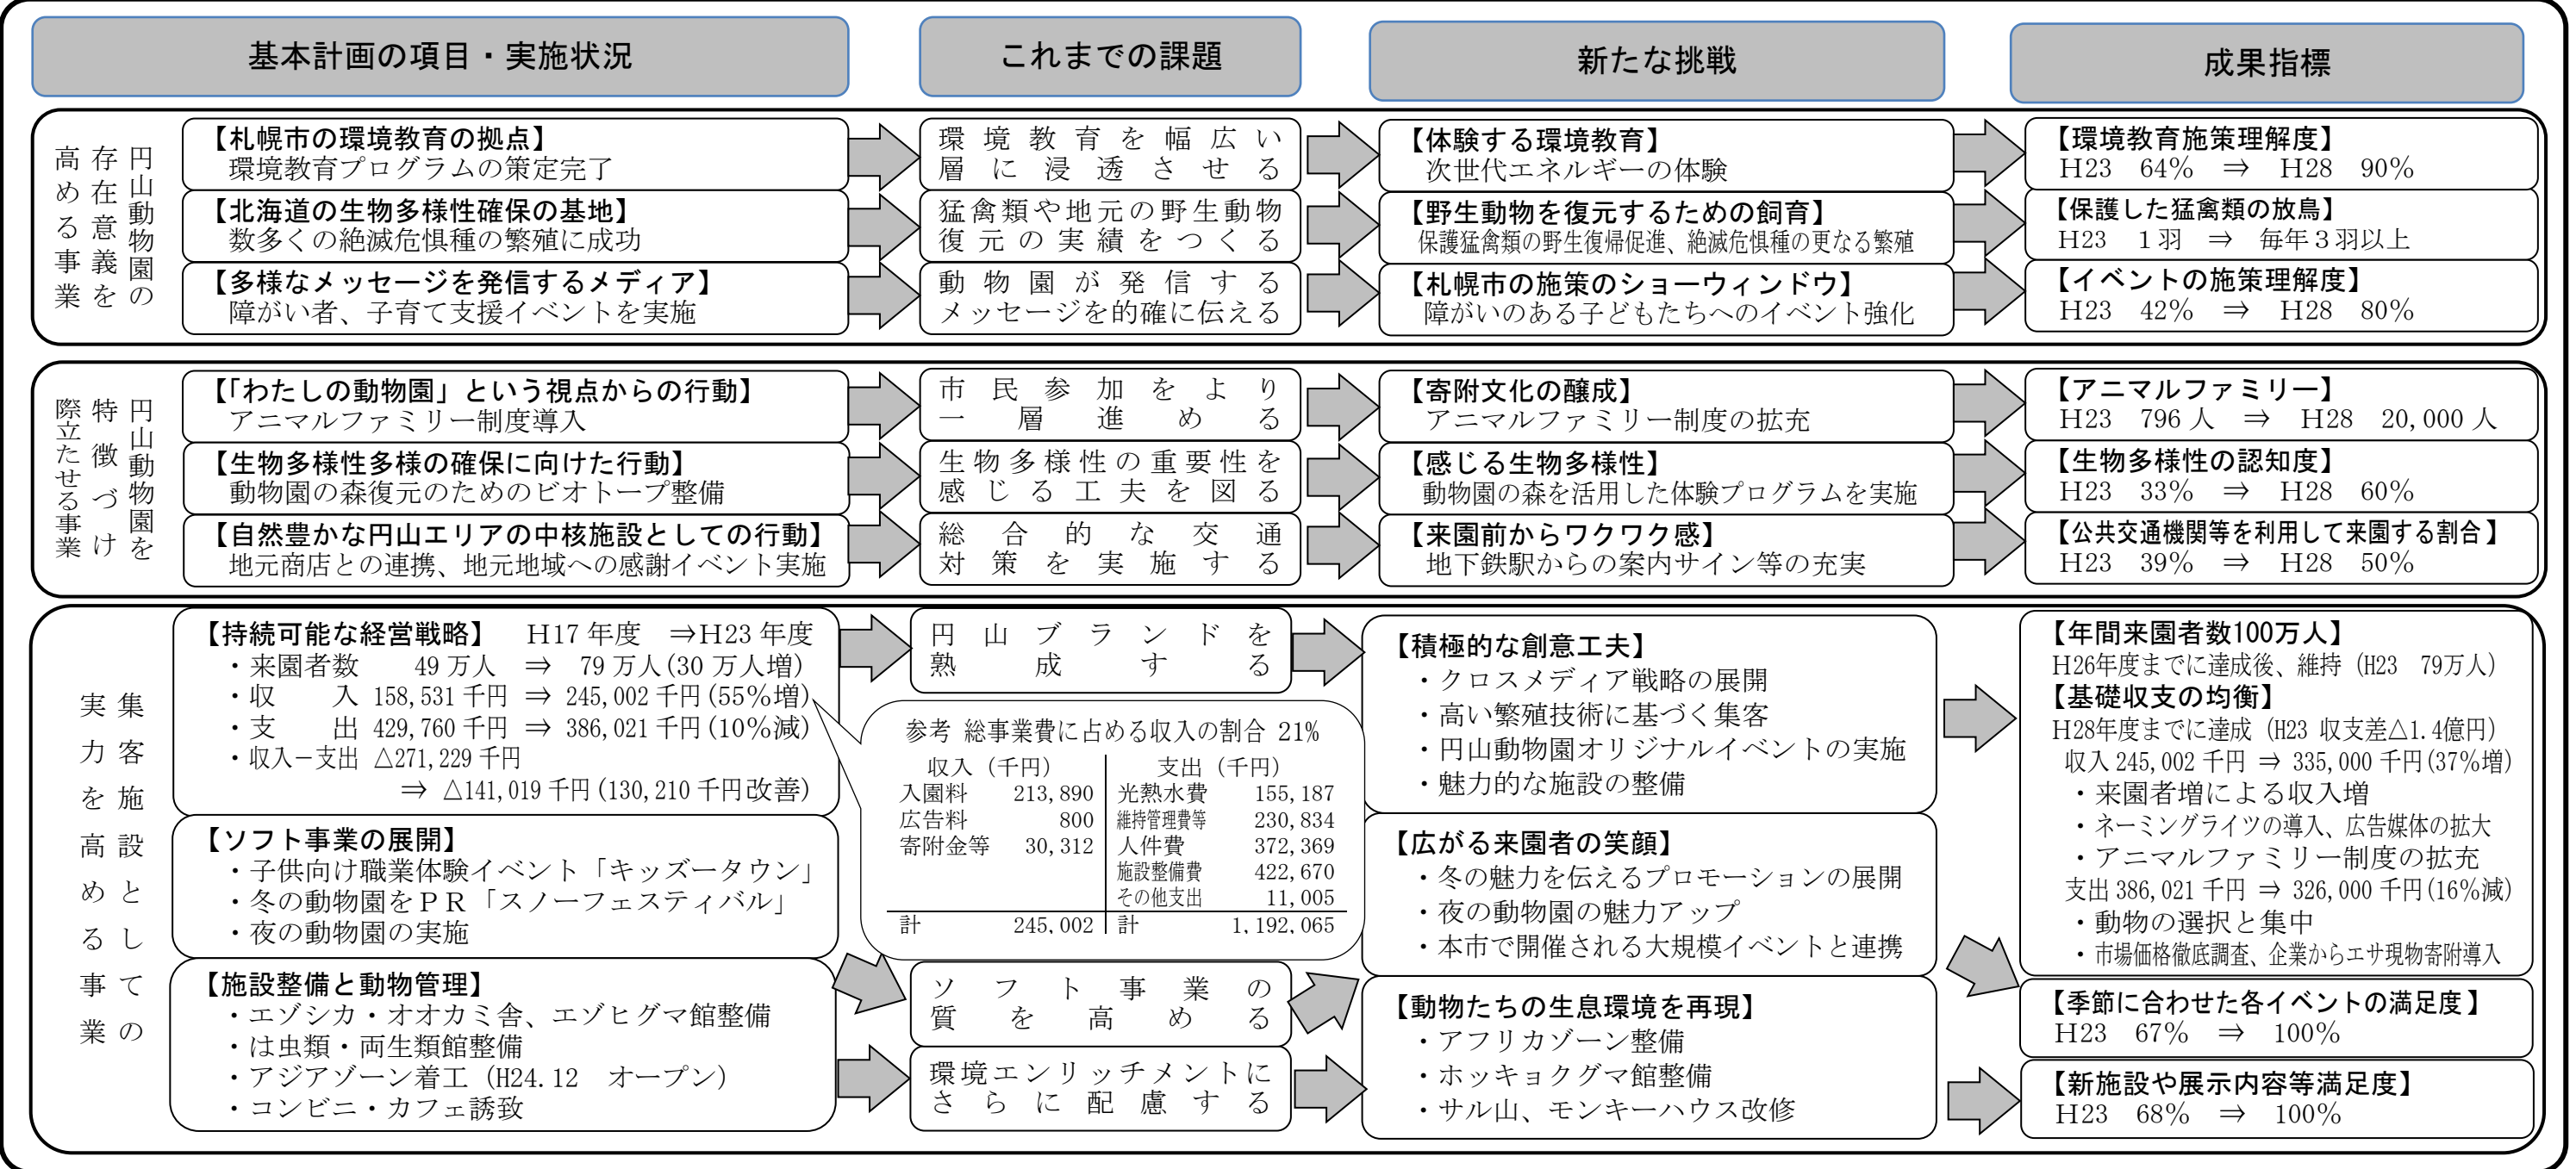 基本計画の項目・実施状況
これまでの課題
新たな挑戦
成果指標
円山動物園の
存在意義を
高める事業
【札幌市の環境教育の拠点】
環境教育プログラムの策定完了
環境教育を幅広い
層に浸透させる
【体験する環境教育】
次世代エネルギーの体験
【環境教育施策理解度】
H23 64% ⇒ H28 90%
【北海道の生物多様性確保の基地】
数多くの絶滅危惧種の繁殖に成功
猛禽類や地元の野生動物
復元の実績をつくる
【野生動物を復元するための飼育】
保護猛禽類の野生復帰促進、絶滅危惧種の更なる繁殖
【保護した猛禽類の放鳥】
H23 1羽 ⇒ 毎年3羽以上
【多様なメッセージを発信するメディア】
障がい者、子育て支援イベントを実施
動物園が発信する
メッセージを的確に伝える
【札幌市の施策のショーウィンドウ】
障がいのある子どもたちへのイベント強化
【イベントの施策理解度】
H23 42% ⇒ H28 80%
円山動物園を
特徴づけ
際立たせる事業
【「わたしの動物園」という視点からの行動】
アニマルファミリー制度導入
市民参加をより
一層進める
【寄附文化の醸成】
アニマルファミリー制度の拡充
【アニマルファミリー】
H23 796人 ⇒ H28 20,000人
【生物多様性多様の確保に向けた行動】
動物園の森復元のためのビオトープ整備
生物多様性の重要性を
感じる工夫を図る
【感じる生物多様性】
動物園の森を活用した体験プログラムを実施
【生物多様性の認知度】
H23 33% ⇒ H28 60%
【自然豊かな円山エリアの中核施設としての行動】
地元商店との連携、地元地域への感謝イベント実施
総合的な交通
対策を実施する
【来園前からワクワク感】
地下鉄駅からの案内サイン等の充実
【公共交通機関等を利用して来園する割合】
H23 39% ⇒ H28 50%
集客施設としての
実力を高める事業
【持続可能な経営戦略】 H17年度 ⇒H23年度
・来園者数 49万人 ⇒ 79万人(30万人増)
・収 入 158,531千円 ⇒ 245,002千円(55%増)
・支 出 429,760千円 ⇒ 386,021千円(10%減)
・収入－支出 △271,229千円
⇒ △141,019千円(130,210千円改善)
【ソフト事業の展開】
・子供向け職業体験イベント「キッズータウン」
・冬の動物園をPR「スノーフェスティバル」
・夜の動物園の実施
【施設整備と動物管理】
・エゾシカ・オオカミ舎、エゾヒグマ館整備
・は虫類・両生類館整備
・アジアゾーン着工（H24.12 オープン）
・コンビニ・カフェ誘致
円山ブランドを
熟成する
参考 総事業費に占める収入の割合 21%
収入（千円） 支出（千円）
入園料 213,890 光熱水費 155,187
広告料 800 維持管理費等 230,834
寄附金等 30,312 人件費 372,369
施設整備費 422,670
その他支出 11,005
計 245,002 計 1,192,065
ソフト事業の
質を高める
環境エンリッチメントに
さらに配慮する
【積極的な創意工夫】
・クロスメディア戦略の展開
・高い繁殖技術に基づく集客
・円山動物園オリジナルイベントの実施
・魅力的な施設の整備
【広がる来園者の笑顔】
・冬の魅力を伝えるプロモーションの展開
・夜の動物園の魅力アップ
・本市で開催される大規模イベントと連携
【動物たちの生息環境を再現】
・アフリカゾーン整備
・ホッキョクグマ館整備
・サル山、モンキーハウス改修
【年間来園者数100万人】
H26年度までに達成後、維持（H23 79万人）
【基礎収支の均衡】
H28年度までに達成（H23 収支差△1.4億円）
収入245,002千円 ⇒ 335,000千円(37%増)
・来園者増による収入増
・ネーミングライツの導入、広告媒体の拡大
・アニマルファミリー制度の拡充
支出386,021千円 ⇒ 326,000千円(16%減)
・動物の選択と集中
・市場価格徹底調査、企業からエサ現物寄附導入
【季節に合わせた各イベントの満足度】
H23 67% ⇒ 100%
【新施設や展示内容等満足度】
H23 68% ⇒ 100%